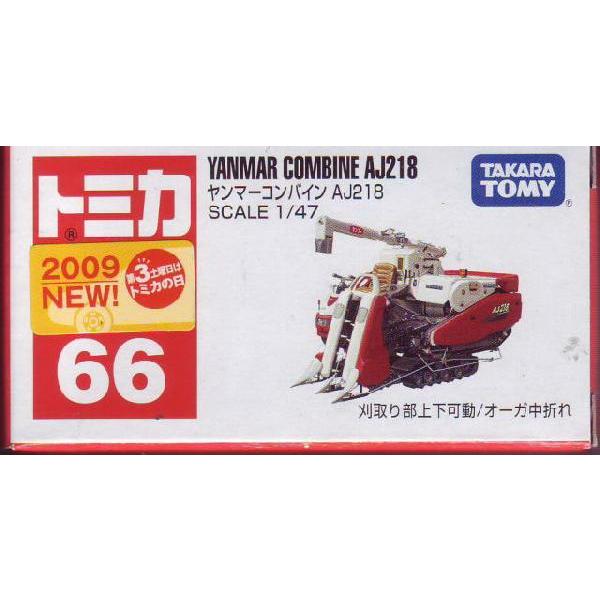 トミカ
®
2009
NEW!
第3土曜日は
トミカの日
66
YANMAR COMBINE AJ218
ヤンマーコンバイン AJ218
SCALE 1/47
TAKARA
TOMY
®
AJ218
刈取り部上下可動/オーガ中折れ